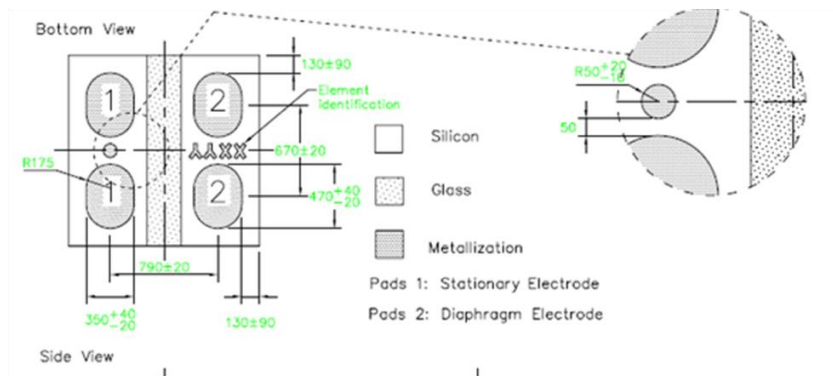 Bottom View
130±90
R50+20
-10
Element
identification
1
2
50
Silicon
670±20
R175
Glass
1
2
470+40
-20
Metallization
790±20
Pads 1: Stationary Electrode
350+40
-20
130±90
Pads 2: Diaphragm Electrode
Side View